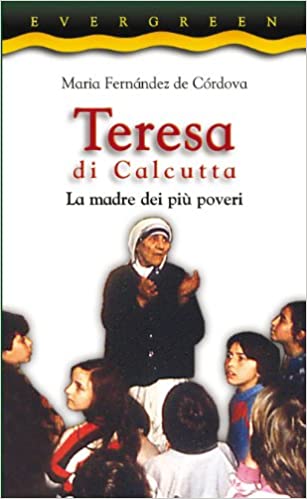 EVERGREEN
Maria Fernández de Córdova
Teresa
di Calcutta
La madre dei più poveri